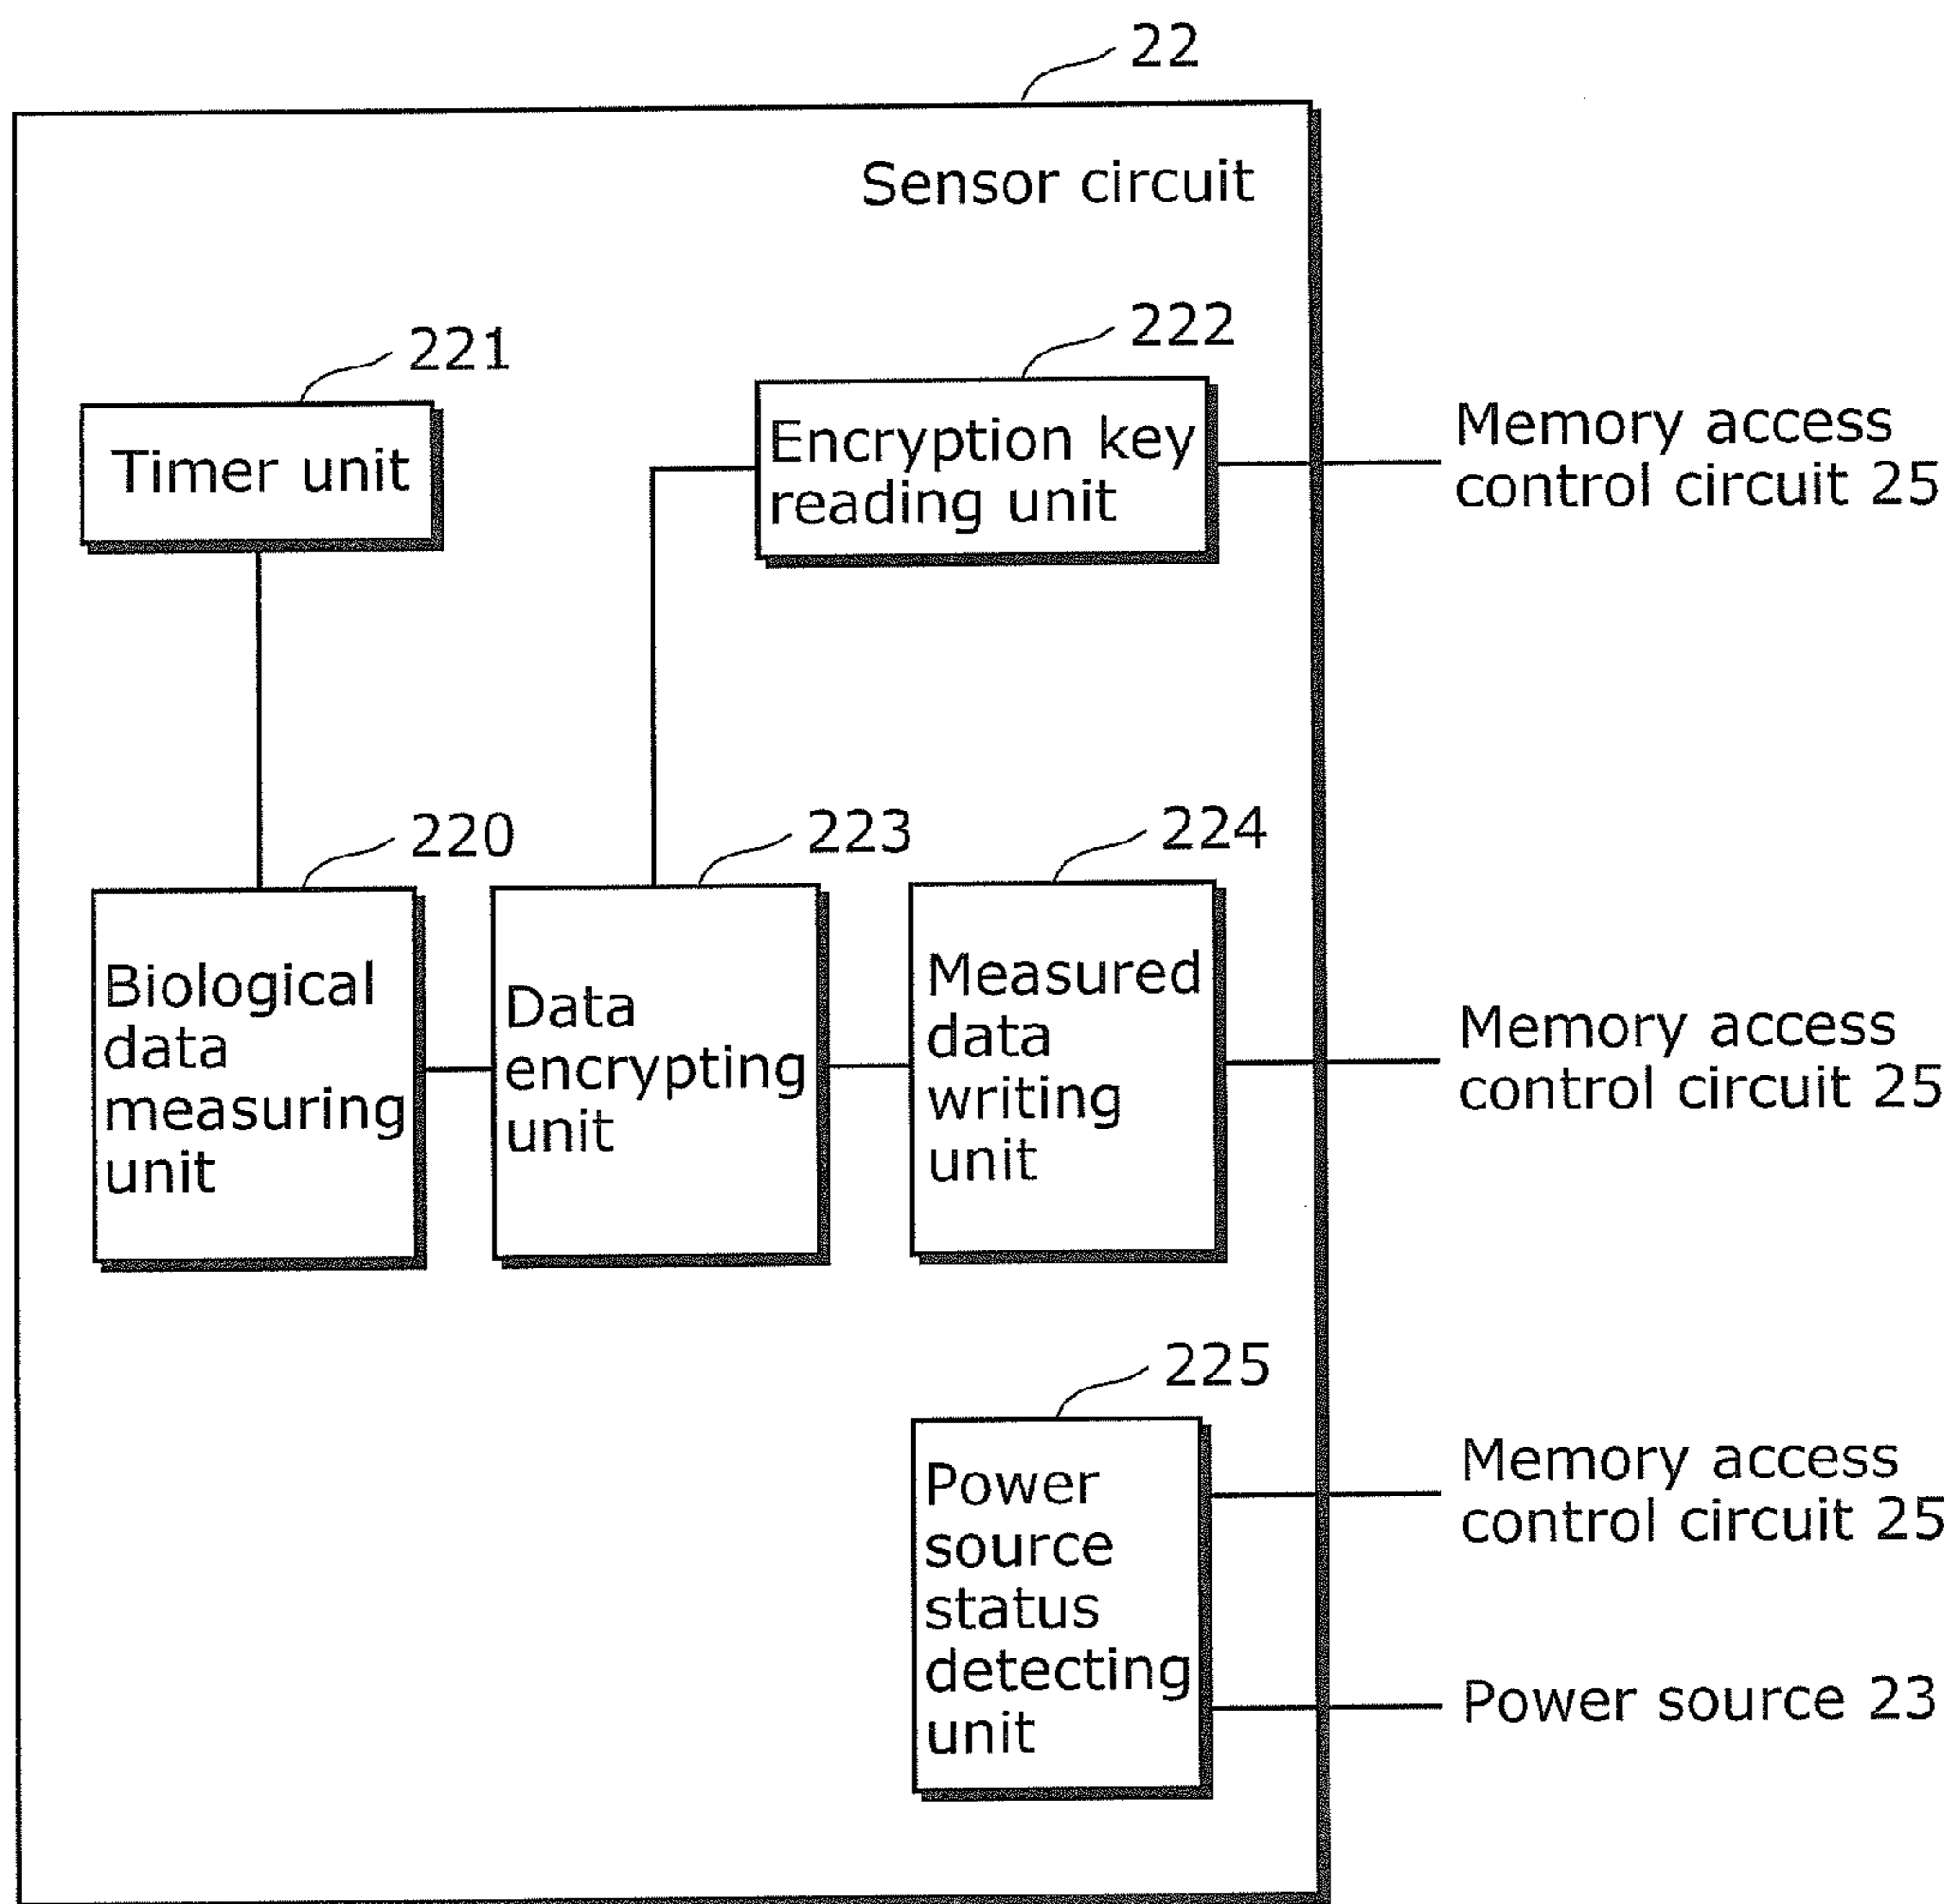 22
Sensor circuit
221
Timer unit
222
Encryption key
reading unit
Memory access
control circuit 25
220
Biological
data
measuring
unit
223
Data
encrypting
unit
224
Measured
data
writing
unit
Memory access
control circuit 25
225
Power
source
status
detecting
unit
Memory access
control circuit 25
Power source 23